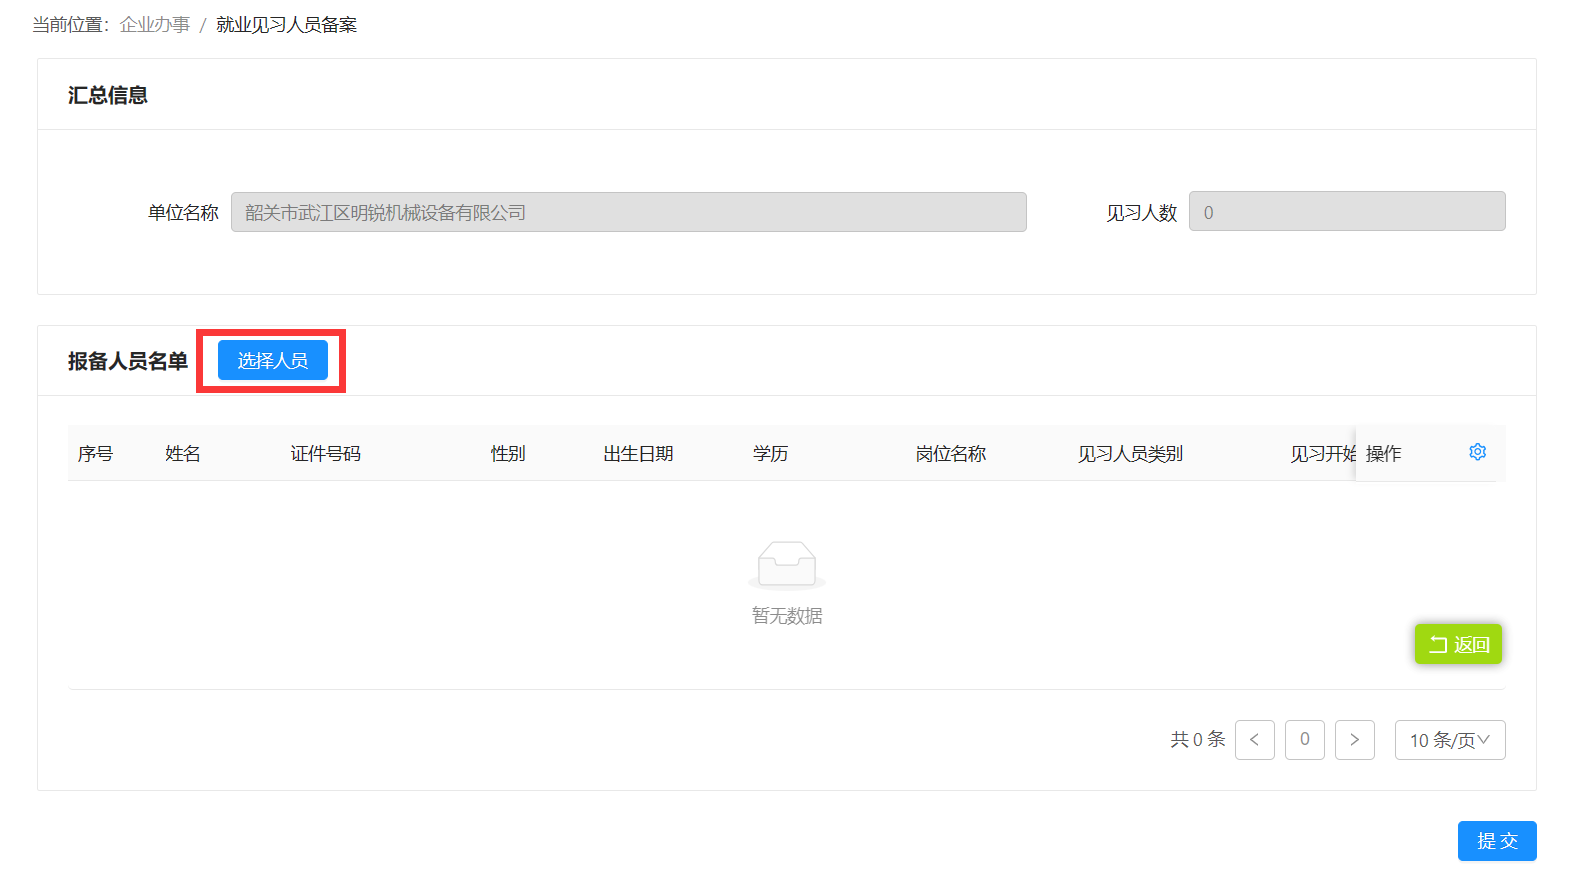 当前位置： 企业办事 / 就业见习人员备案
汇总信息
单位名称 韶关市武江区明锐机械设备有限公司 见习人数 0
报备人员名单 选择人员
序号 姓名 证件号码 性别 出生日期 学历 岗位名称 见习人员类别 见习开始 操作
暂无数据
返回
共 0 条 < 0 > 10 条/页
提 交